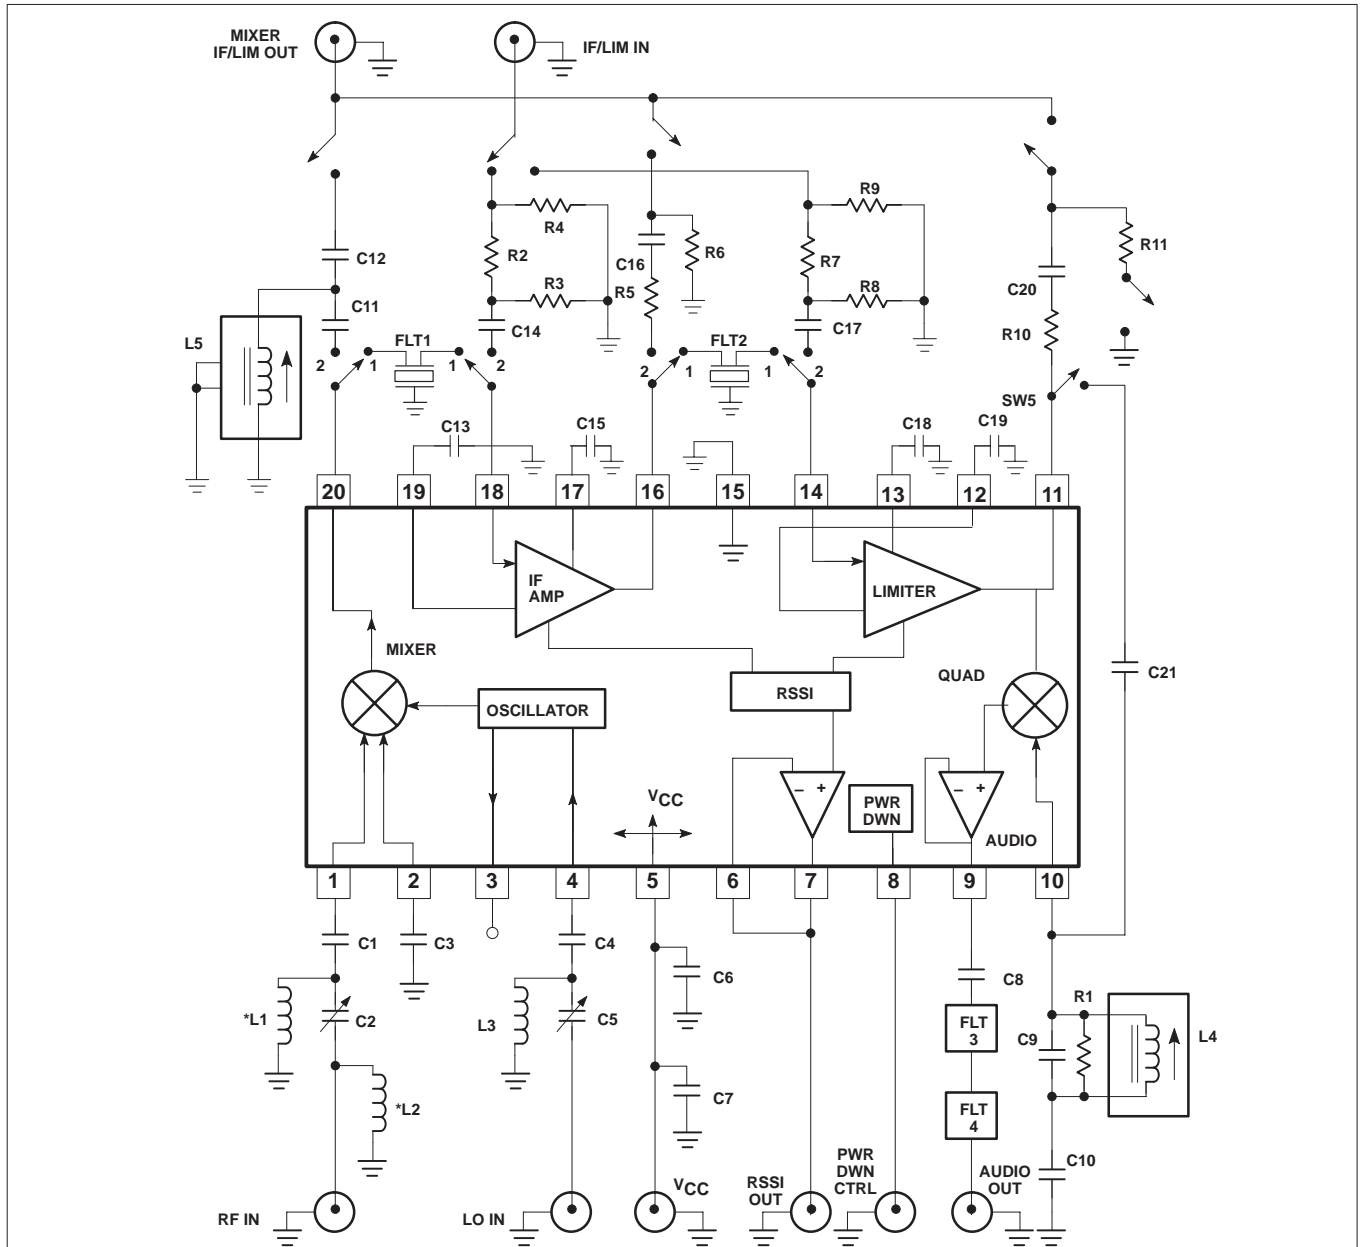 MIXER
IF/LIM OUT
IF/LIM IN
R9
R4
R11
R6
R2
R7
C12
C16
C20
R3
R5
R8
C11
C14
C17
R10
L5
FLT1
FLT2
2
1
1
2
2
1
1
2
SW5
C13
C15
C18
C19
20
19
18
17
16
15
14
13
12
11
IF
AMP
LIMITER
MIXER
C21
QUAD
RSSI
OSCILLATOR
– +
– +
VCC
PWR
DWN
AUDIO
1
2
3
4
5
6
7
8
9
10
C1
C3
C4
C6
C8
R1
*L1
C2
L3
C5
FLT
3
C9
L4
C7
*L2
FLT
4
PWR
DWN
CTRL
C10
RSSI
OUT
AUDIO
OUT
VCC
RF IN
LO IN